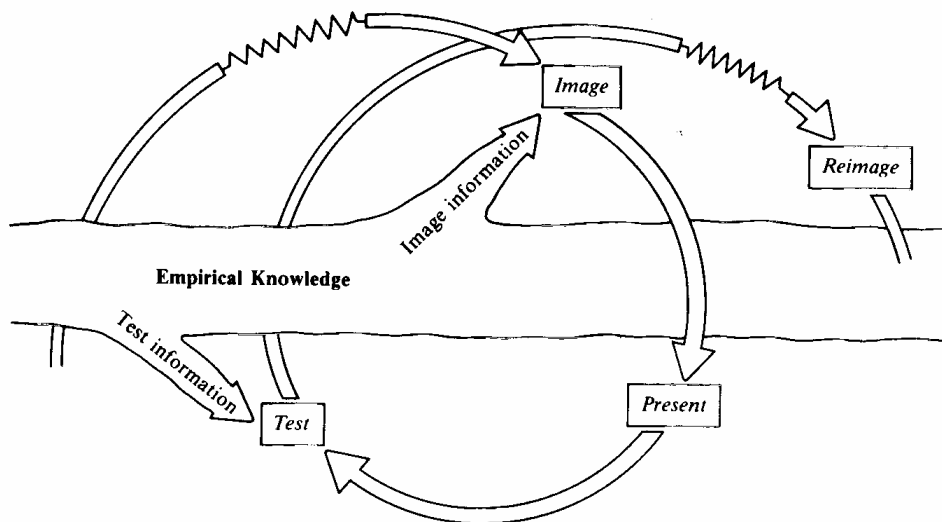 Image
Reimage
Image information
Empirical Knowledge
Test information
Present
Test